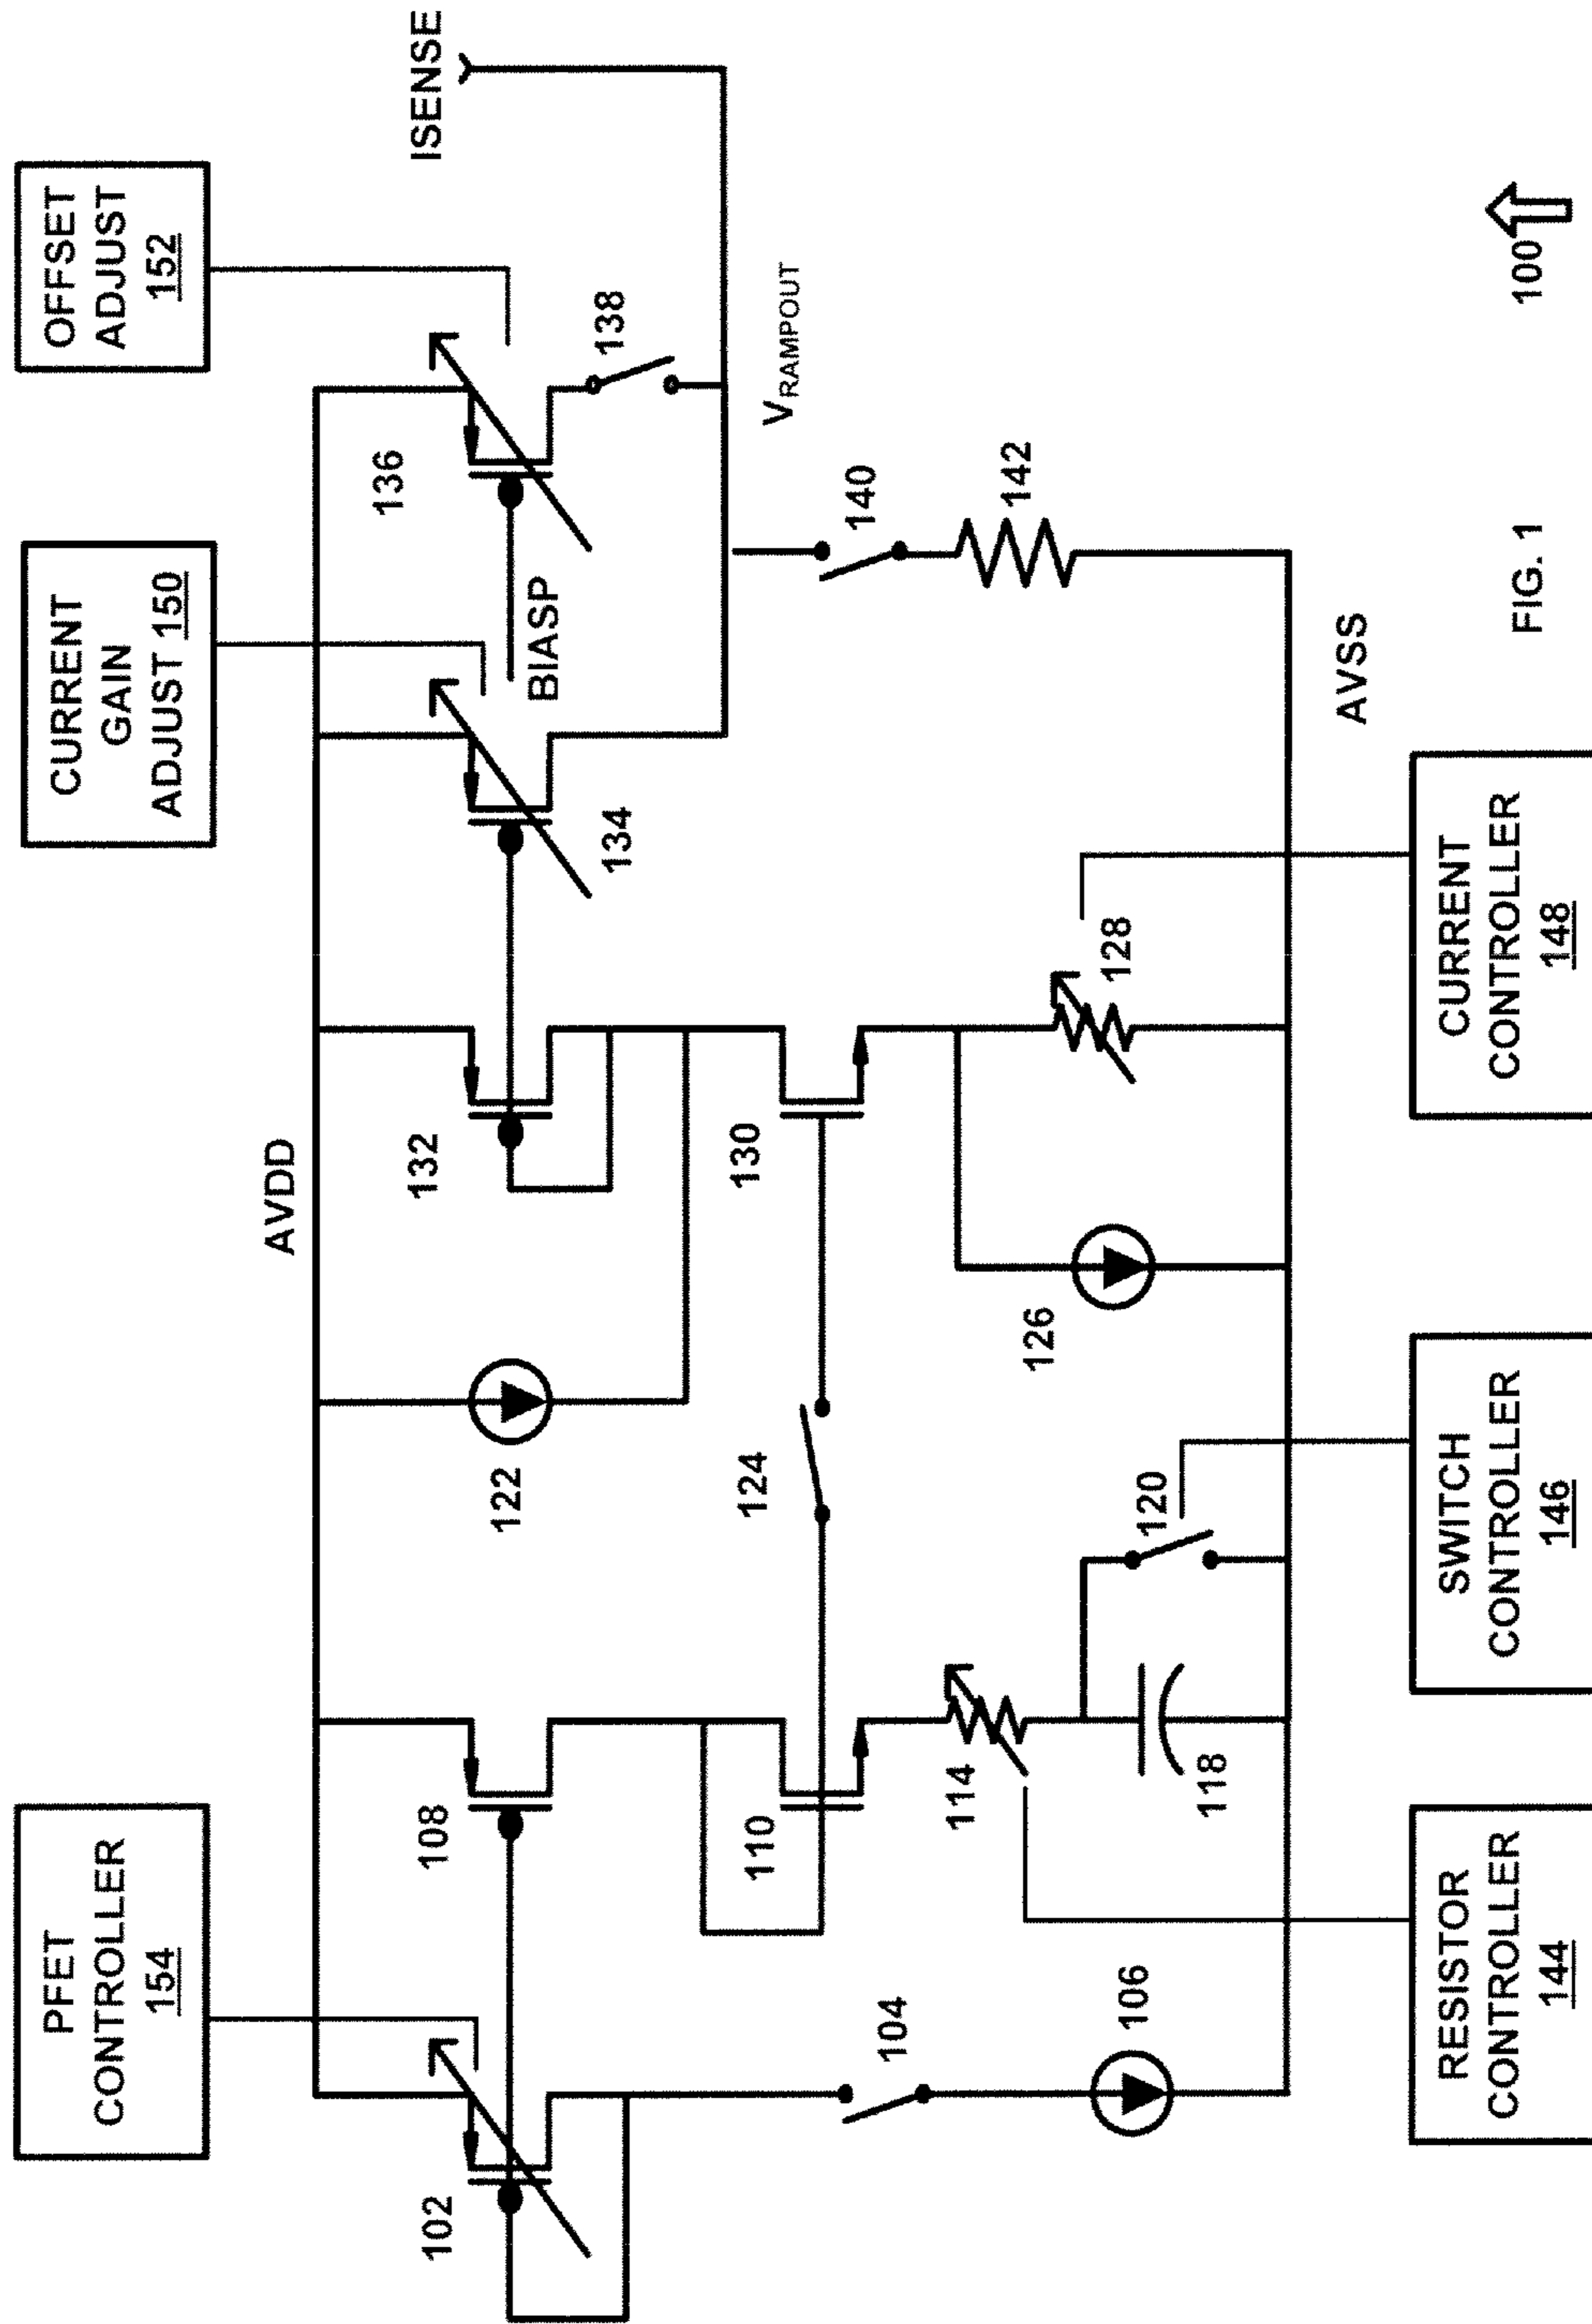 PFET
CONTROLLER
154
CURRENT
GAIN
ADJUST 150
OFFSET
ADJUST
152
AVDD
ISENSE
102
108
122
132
134
136
BIASP
138
VRAMPOUT
104
106
110
114
118
120
124
126
130
128
140
142
AVSS
RESISTOR
CONTROLLER
144
SWITCH
CONTROLLER
146
CURRENT
CONTROLLER
148
FIG. 1
100